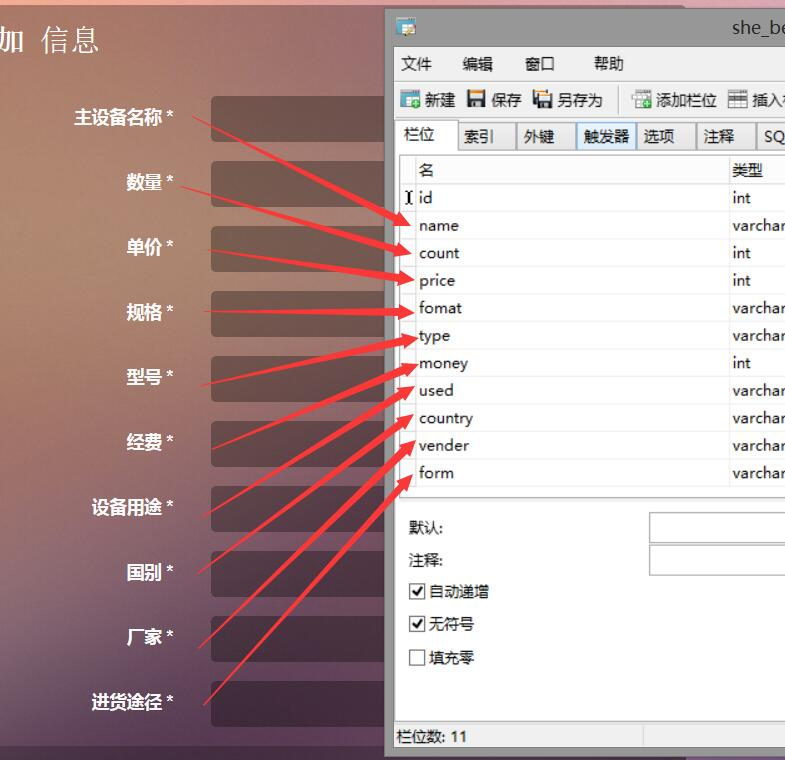 加 信息
主设备名称 *
数量 *
单价 *
规格 *
型号 *
经费 *
设备用途 *
国别 *
厂家 *
进货途径 *
she_be
文件 编辑 窗口 帮助
新建 保存 另存为 添加栏位 插入
栏位 索引 外键 触发器 选项 注释 SQ
名 类型
id int
name varchar
count int
price int
fomat varchar
type varchar
money int
used varchar
country varchar
vender varchar
form varchar
默认:
注释:
自动递增
无符号
填充零
栏位数: 11